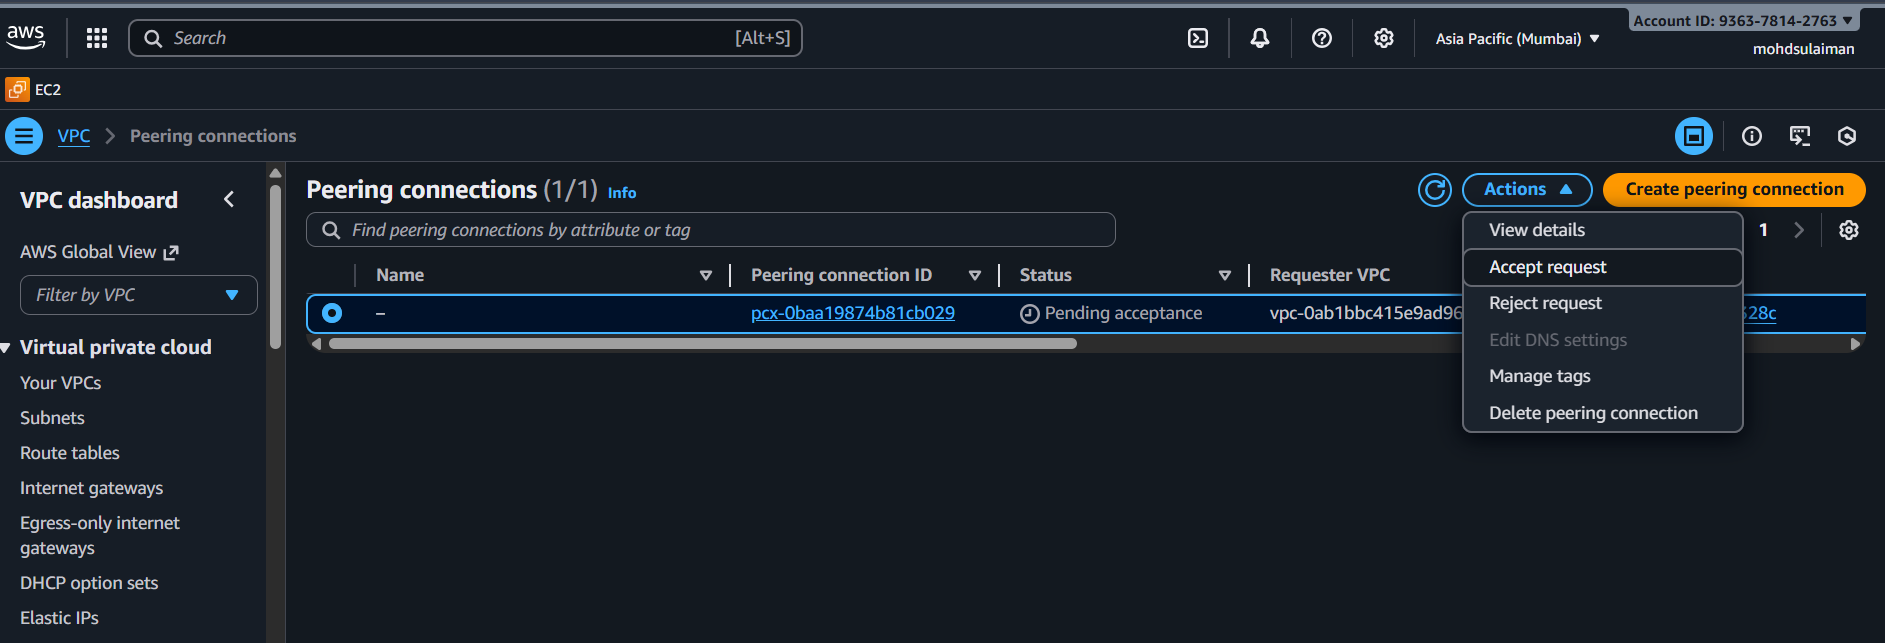 aws
Search [Alt+S]
Asia Pacific (Mumbai)
Account ID: 9363-7814-2763
mohdsulaiman
EC2
VPC Peering connections
VPC dashboard
AWS Global View
Filter by VPC
Virtual private cloud
Your VPCs
Subnets
Route tables
Internet gateways
Egress-only internet
gateways
DHCP option sets
Elastic IPs
Peering connections (1/1) Info
Actions
Create peering connection
Find peering connections by attribute or tag
1
Name Peering connection ID Status Requester VPC
– pcx-0baa19874b81cb029 Pending acceptance vpc-0ab1bbc415e9ad96 28c
View details
Accept request
Reject request
Edit DNS settings
Manage tags
Delete peering connection